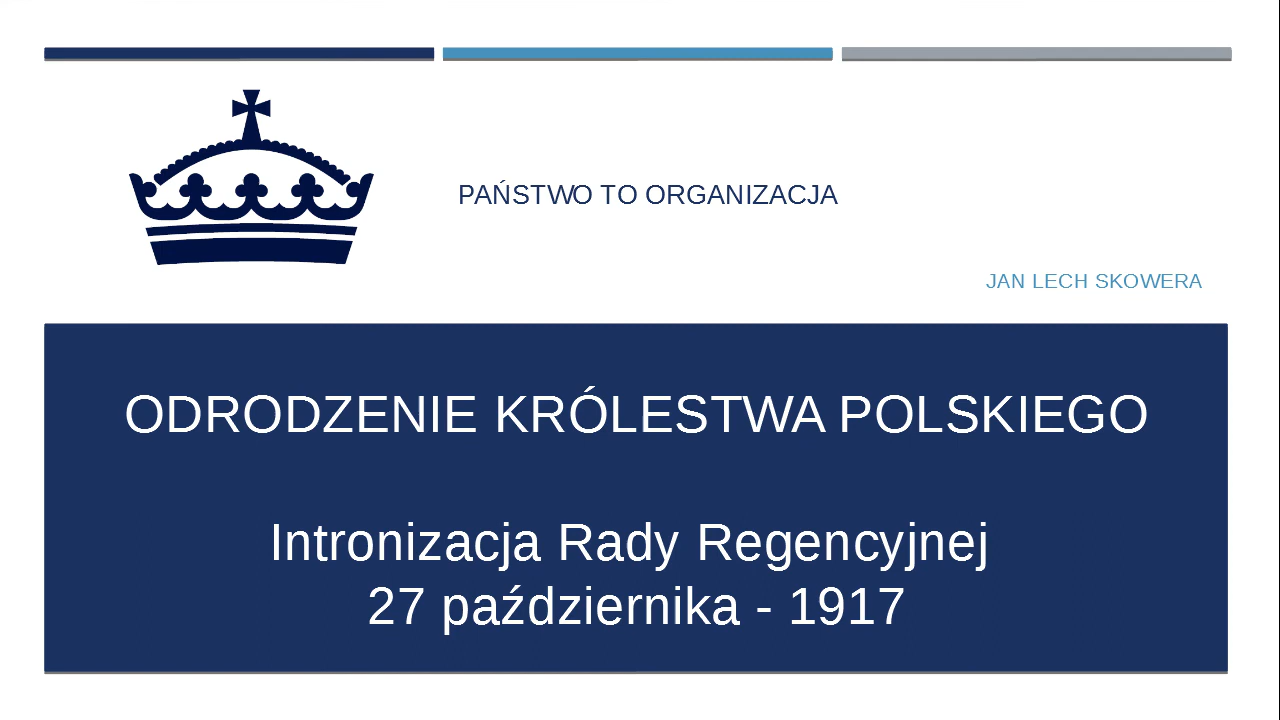 PAŃSTWO TO ORGANIZACJA
JAN LECH SKOWERA
ODRODZENIE KRÓLESTWA POLSKIEGO
Intronizacja Rady Regencyjnej
27 października - 1917